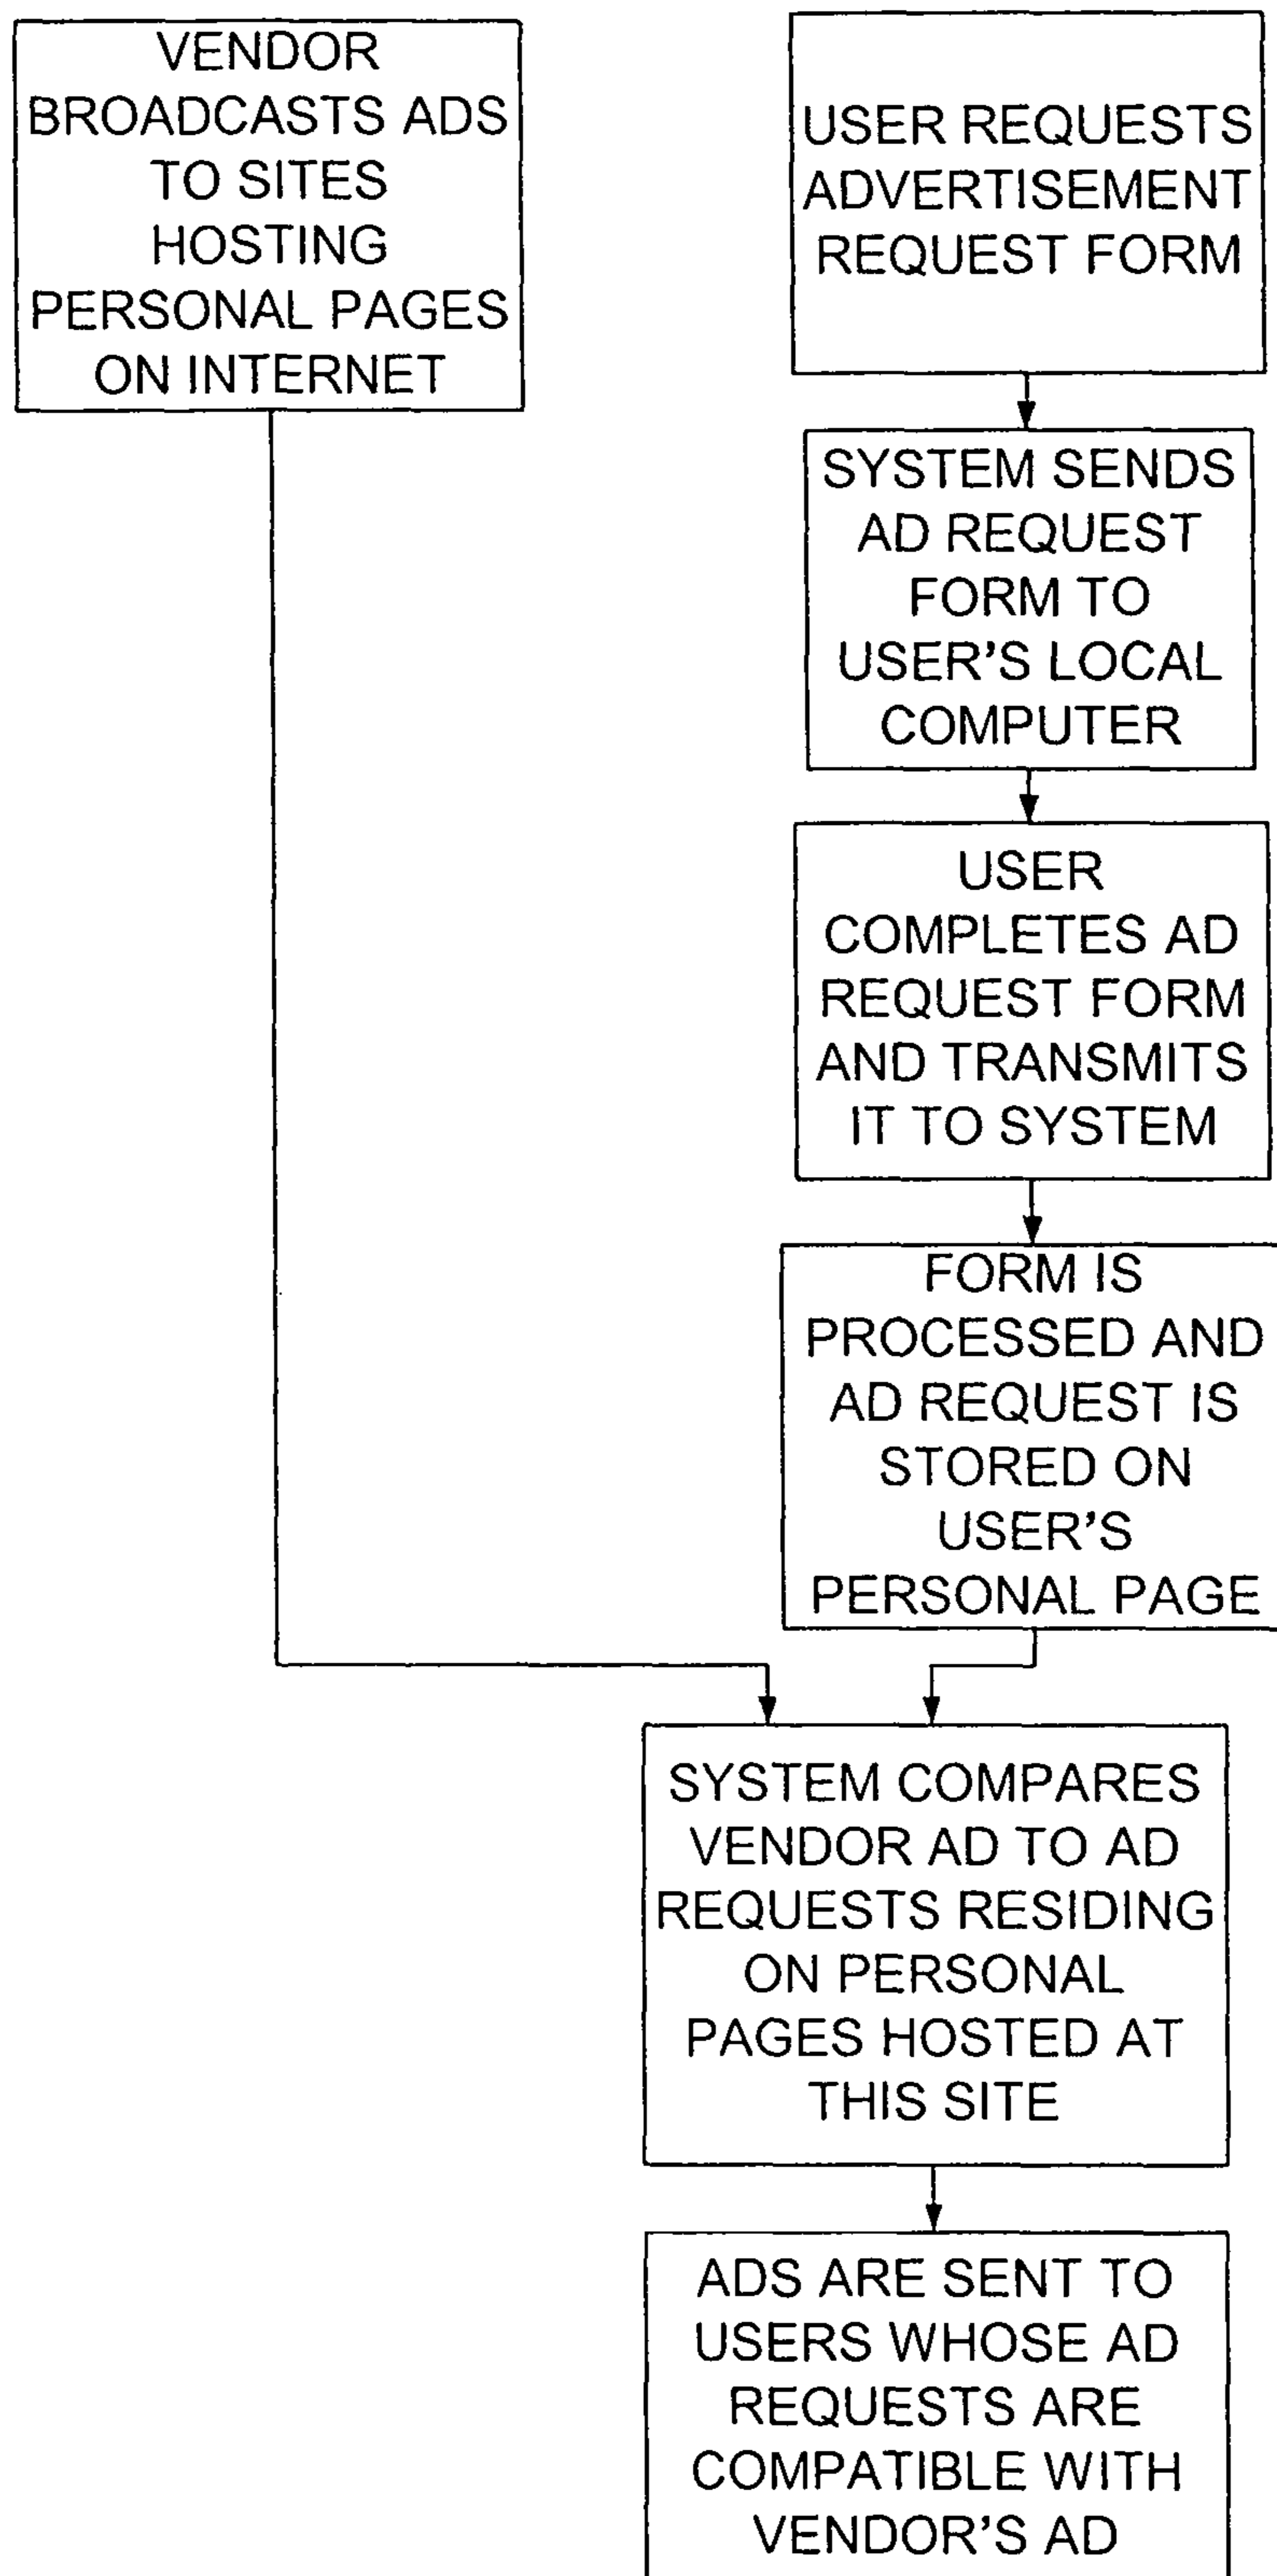 VENDOR
BROADCASTS ADS
TO SITES
HOSTING
PERSONAL PAGES
ON INTERNET
USER REQUESTS
ADVERTISEMENT
REQUEST FORM
SYSTEM SENDS
AD REQUEST
FORM TO
USER'S LOCAL
COMPUTER
USER
COMPLETES AD
REQUEST FORM
AND TRANSMITS
IT TO SYSTEM
FORM IS
PROCESSED AND
AD REQUEST IS
STORED ON
USER'S
PERSONAL PAGE
SYSTEM COMPARES
VENDOR AD TO AD
REQUESTS RESIDING
ON PERSONAL
PAGES HOSTED AT
THIS SITE
ADS ARE SENT TO
USERS WHOSE AD
REQUESTS ARE
COMPATIBLE WITH
VENDOR'S AD